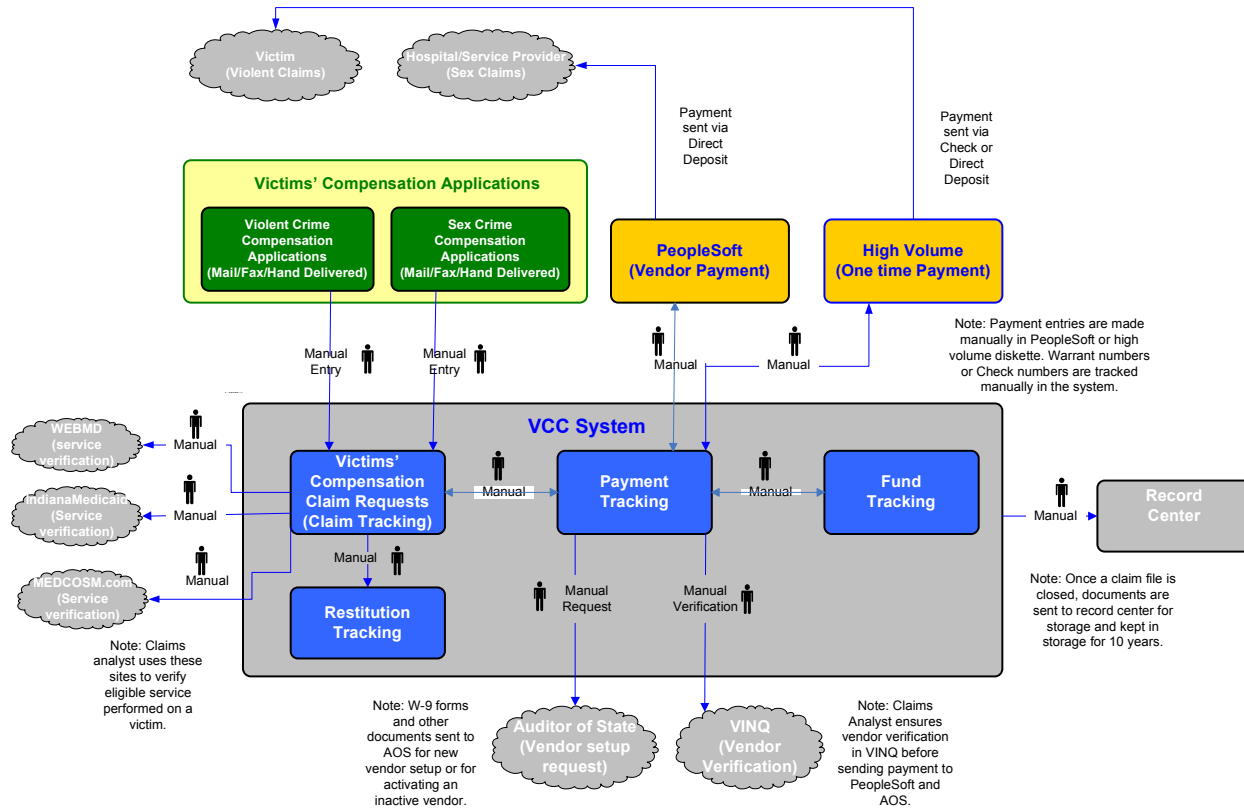 Victim
(Violent Claims)
Hospital/Service Provider
(Sex Claims)
Payment
sent via
Direct
Deposit
Payment
sent via
Check or
Direct
Deposit
Victims' Compensation Applications
Violent Crime
Compensation
Applications
(Mail/Fax/Hand Delivered)
Sex Crime
Compensation
Applications
(Mail/Fax/Hand Delivered)
PeopleSoft
(Vendor Payment)
High Volume
(One time Payment)
Manual
Entry
Manual
Entry
Manual
Manual
Note: Payment entries are made
manually in PeopleSoft or high
volume diskette. Warrant numbers
or Check numbers are tracked
manually in the system.
VCC System
WEBMD
(service
verification)
Manual
IndianaMedicaid
(Service
verification)
Manual
MEDCOSM.com
(Service
verification)
Manual
Victims'
Compensation
Claim Requests
(Claim Tracking)
Manual
Payment
Tracking
Manual
Fund
Tracking
Manual
Record
Center
Manual
Restitution
Tracking
Manual
Request
Manual
Verification
Note: Once a claim file is
closed, documents are
sent to record center for
storage and kept in
storage for 10 years.
Note: Claims
analyst uses these
sites to verify
eligible service
performed on a
victim.
Note: W-9 forms
and other
documents sent to
AOS for new
vendor setup or for
activating an
inactive vendor.
Auditor of State
(Vendor setup
request)
VINQ
(Vendor
Verification)
Note: Claims
Analyst ensures
vendor verification
in VINQ before
sending payment to
PeopleSoft and
AOS.